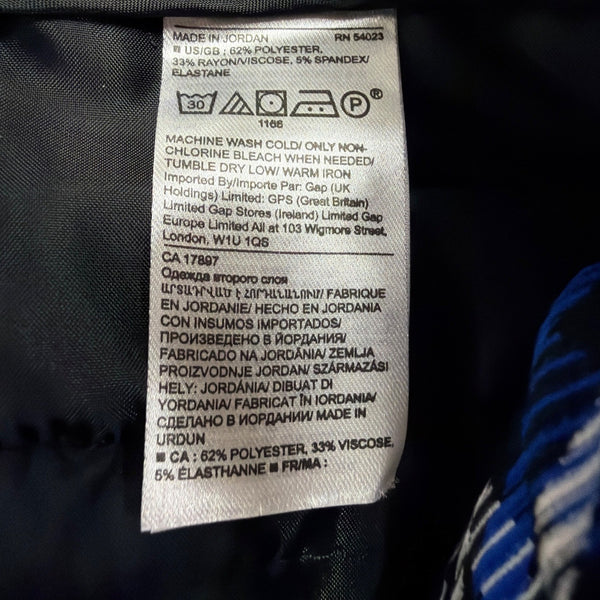 MADE IN JORDAN RN 54023
■ US/GB ; 62% POLYESTER,
33% RAYON/VISCOSE, 5% SPANDEX/
ELASTANE
30 P
1166
MACHINE WASH COLD/ ONLY NON-
CHLORINE BLEACH WHEN NEEDED/
TUMBLE DRY LOW/ WARM IRON
Imported By/Importe Par: Gap (UK
Holdings) Limited: GPS (Great Britain)
Limited Gap Stores (Ireland) Limited Gap
Europe Limited All at 103 Wigmore Street,
London, W1U 1QS
CA 17897
Одежда второго слоя
ԱՐՏԱԴՎԱԾ Է ՀՈՐԴԱՆԱՆՈՒՄ/ FABRIQUE
EN JORDANIE/ HECHO EN JORDANIA
CON INSUMOS IMPORTADOS/
ПРОИЗВЕДЕНО В ЙОРДАНИЯ/
FABRICADO NA JORDÂNIA/ ZEMLJA
PROIZVODNJE JORDAN/ SZÁRMAZÁSI
HELY: JORDÁNIA/ DIBUAT DI
YORDANIA/ FABRICAT ÎN IORDANIA/
СДЕЛАНО В ИОРДАНИИ/ MADE IN
URDUN
■ CA ; 62% POLYESTER, 33% VISCOSE,
5% ÉLASTHANNE ■ FR/MA ;